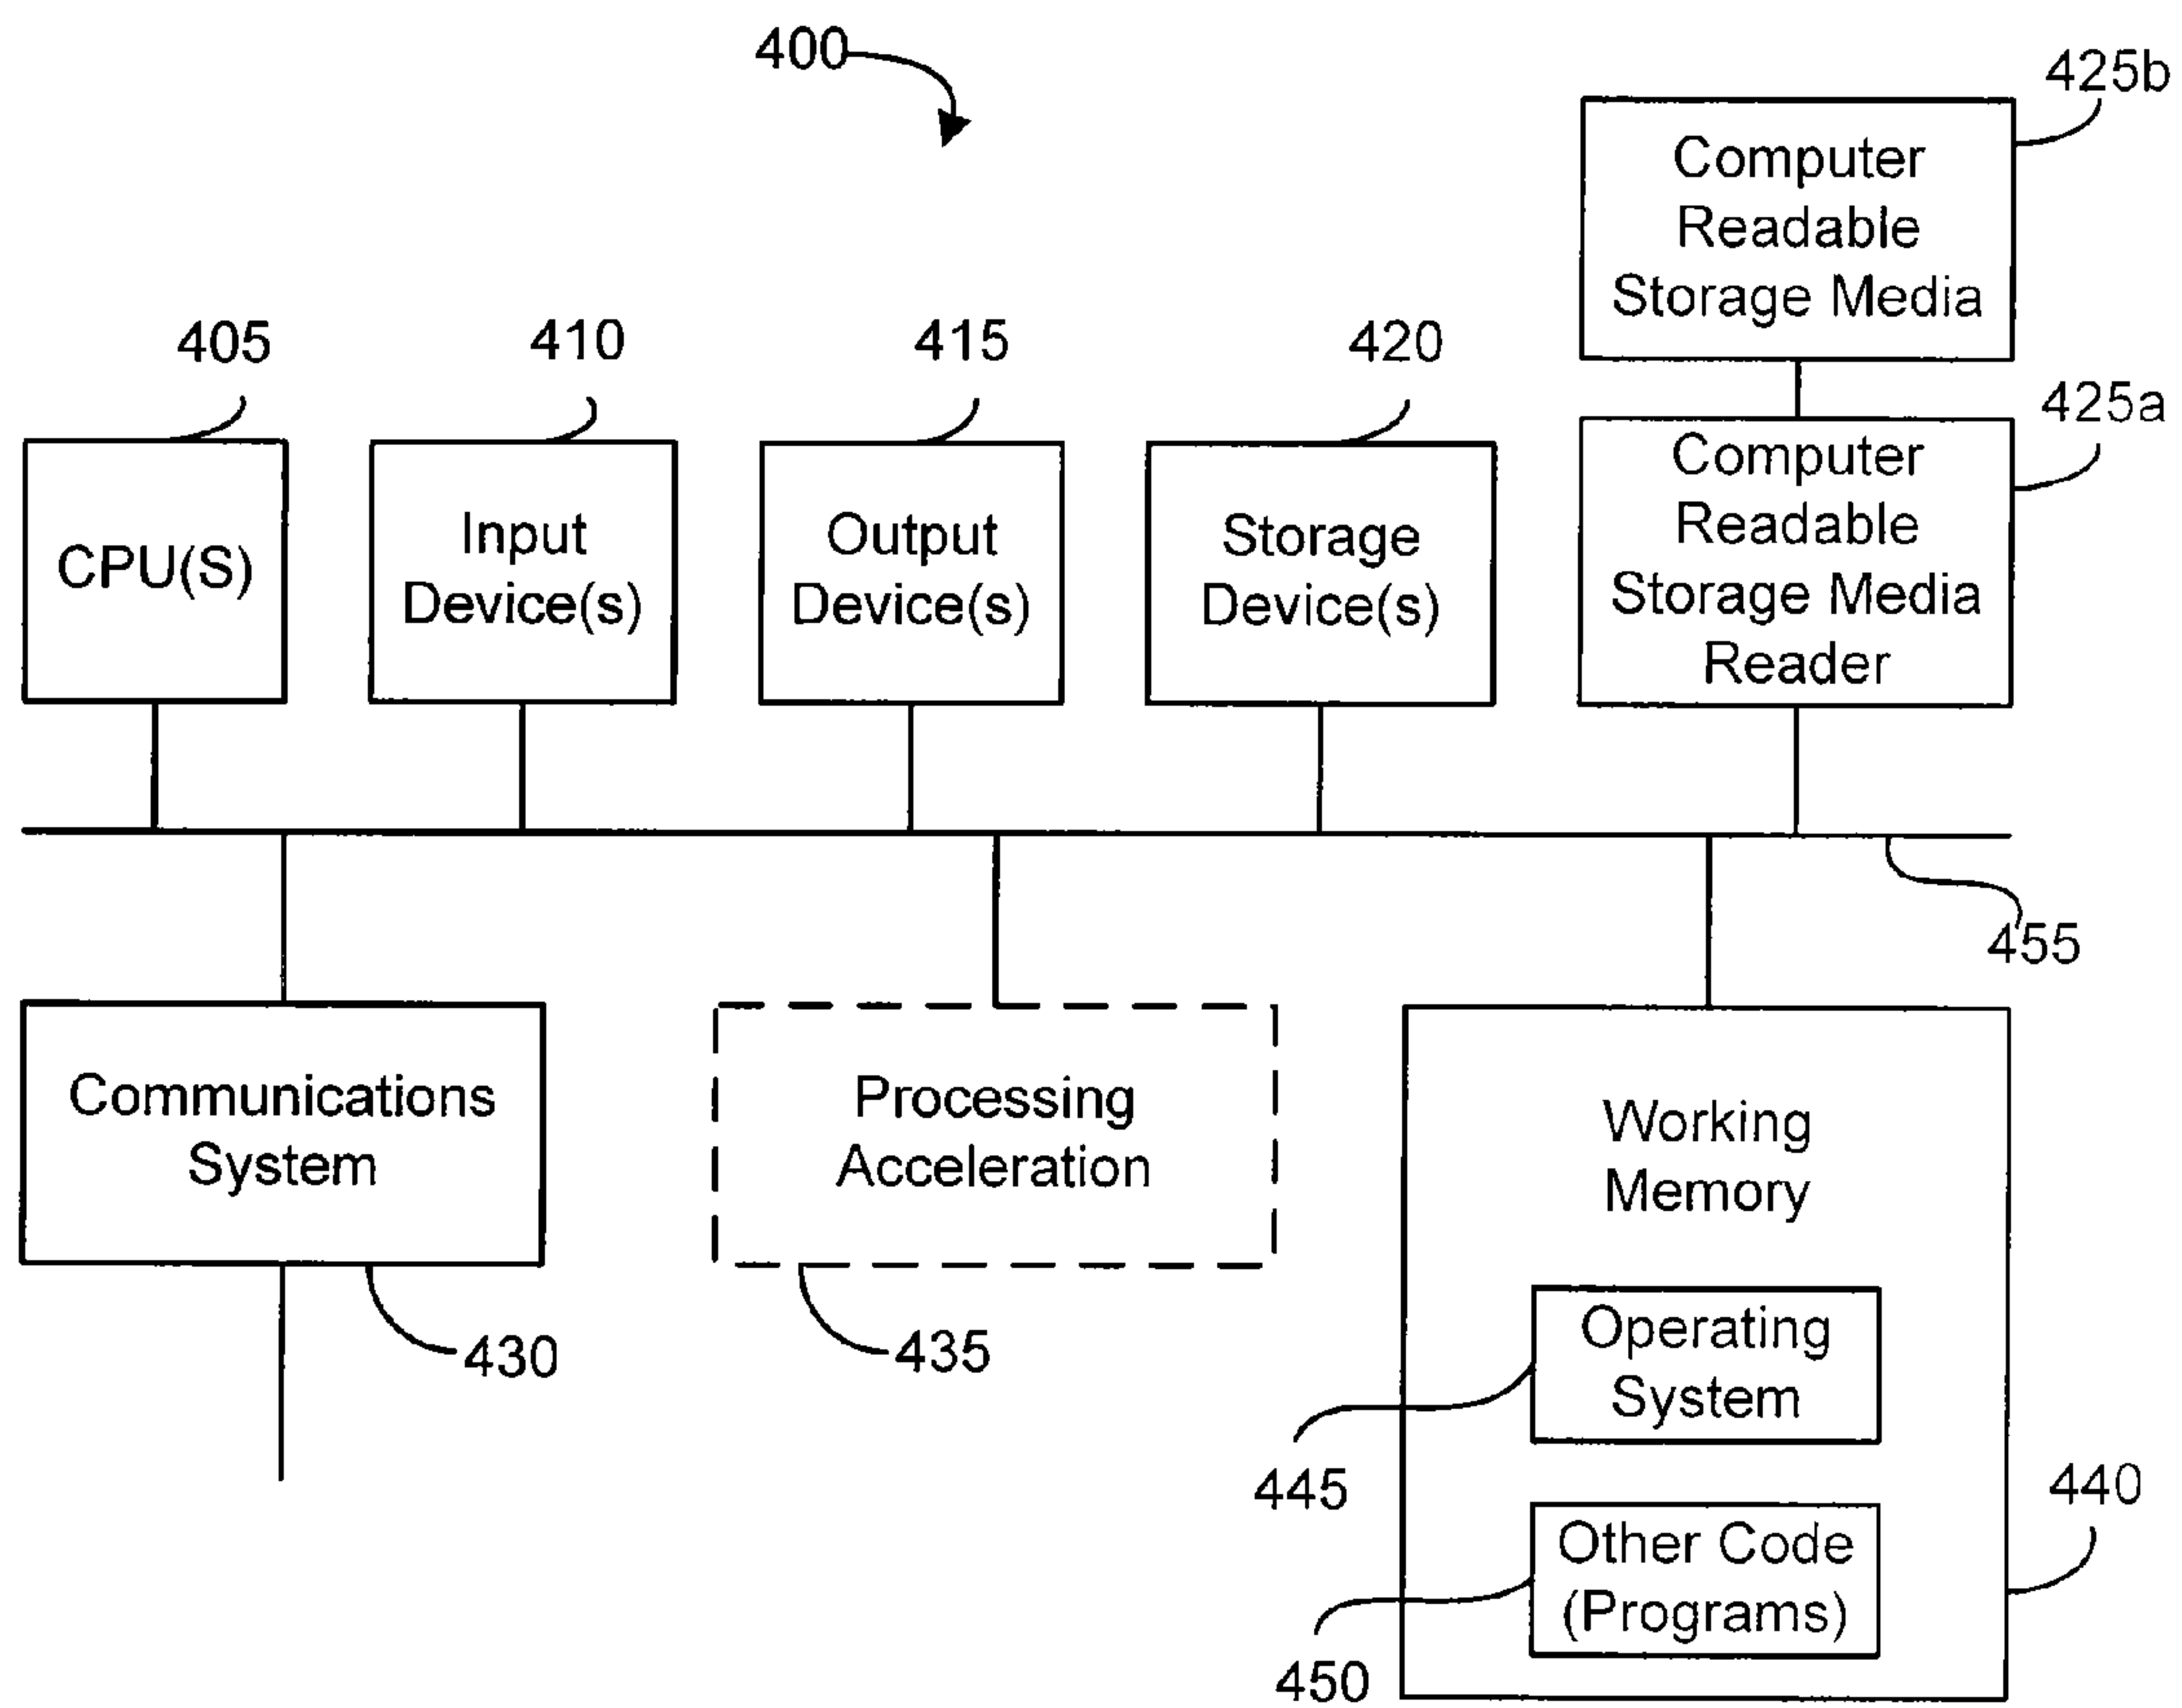 400
425b
Computer
Readable
Storage Media
405
410
415
420
425a
CPU(S)
Input
Device(s)
Output
Device(s)
Storage
Device(s)
Computer
Readable
Storage Media
Reader
455
Communications
System
430
Processing
Acceleration
435
Working
Memory
Operating
System
445
440
Other Code
(Programs)
450